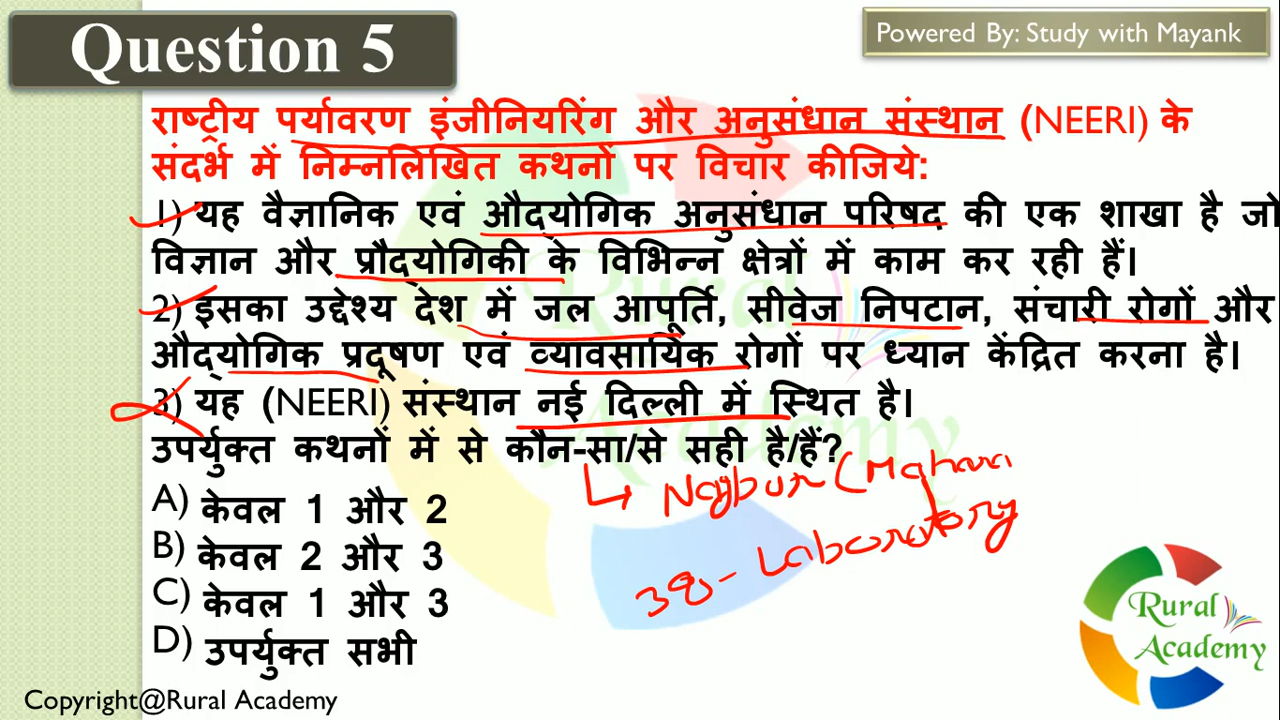 Question 5
Powered By: Study with Mayank
राष्ट्रीय पर्यावरण इंजीनियरिंग और अनुसंधान संस्थान (NEERI) के
संदर्भ में निम्नलिखित कथनों पर विचार कीजिये:
1) यह वैज्ञानिक एवं औद्योगिक अनुसंधान परिषद की एक शाखा है जो
विज्ञान और प्रौद्योगिकी के विभिन्न क्षेत्रों में काम कर रही हैं।
2) इसका उद्देश्य देश में जल आपूर्ति, सीवेज निपटान, संचारी रोगों और
औद्योगिक प्रदूषण एवं व्यावसायिक रोगों पर ध्यान केंद्रित करना है।
3) यह (NEERI) संस्थान नई दिल्ली में स्थित है।
उपर्युक्त कथनों में से कौन-सा/से सही है/हैं?
Nagpur (
A) केवल 1 और 2
B) केवल 2 और 3
38 - Laboratory
C) केवल 1 और 3
D) उपर्युक्त सभी
Rural
Academy
Copyright@Rural Academy